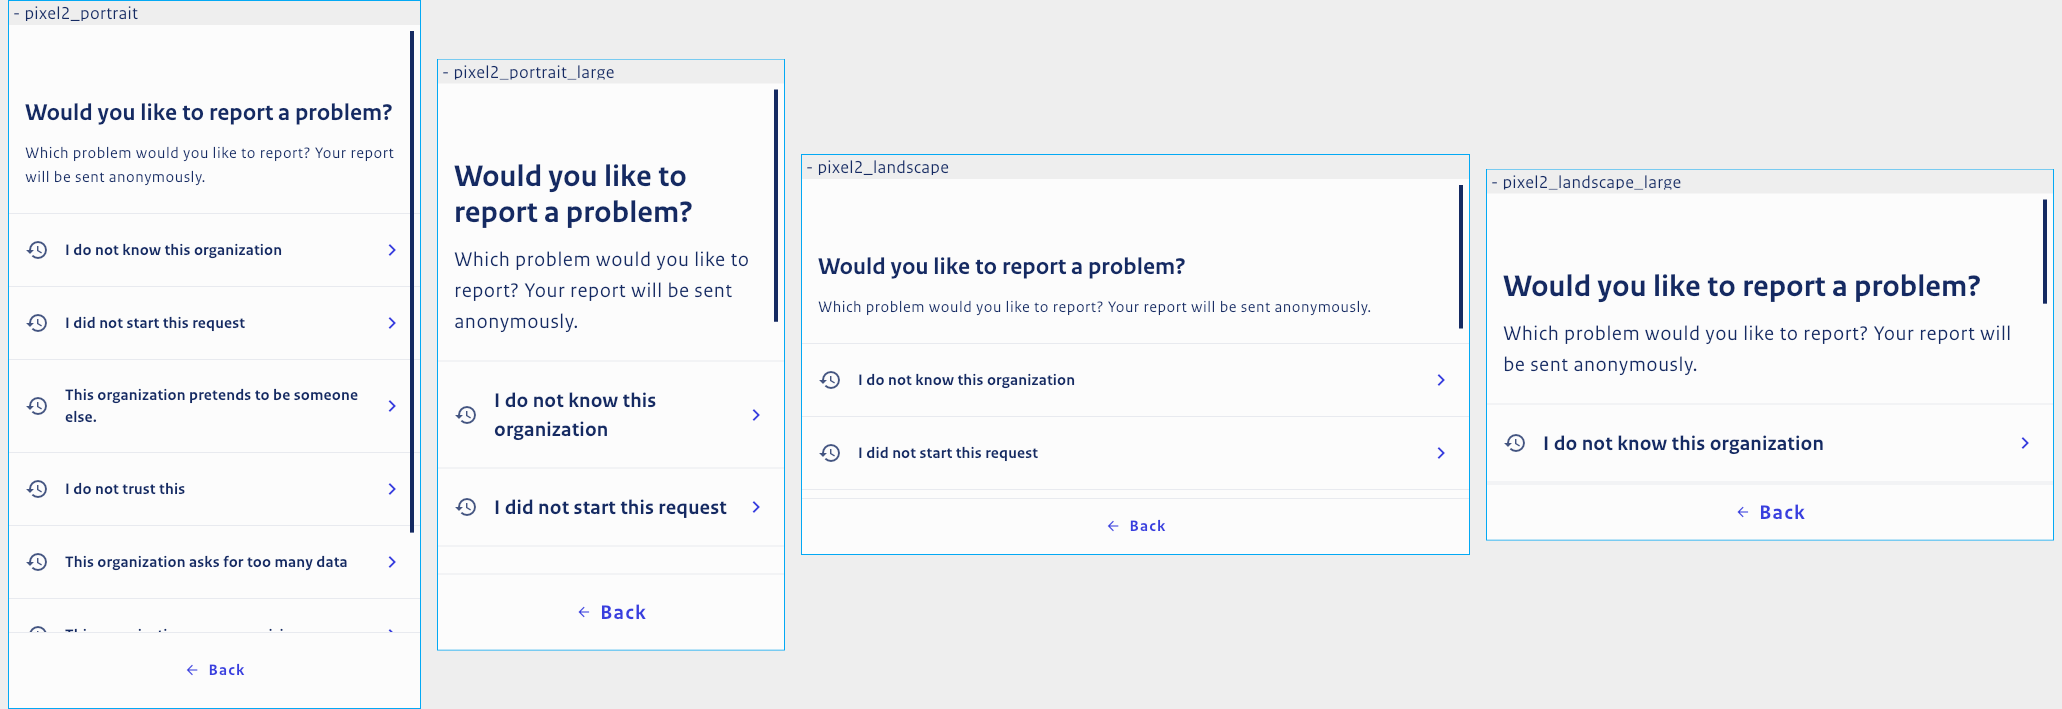 - pixel2_portrait
Would you like to report a problem?
Which problem would you like to report? Your report
will be sent anonymously.
I do not know this organization
I did not start this request
This organization pretends to be someone
else.
I do not trust this
This organization asks for too many data
← Back
- pixel2_portrait_large
Would you like to
report a problem?
Which problem would you like to
report? Your report will be sent
anonymously.
I do not know this
organization
I did not start this request
← Back
- pixel2_landscape
Would you like to report a problem?
Which problem would you like to report? Your report will be sent anonymously.
I do not know this organization
I did not start this request
← Back
- pixel2_landscape_large
Would you like to report a problem?
Which problem would you like to report? Your report will
be sent anonymously.
I do not know this organization
← Back